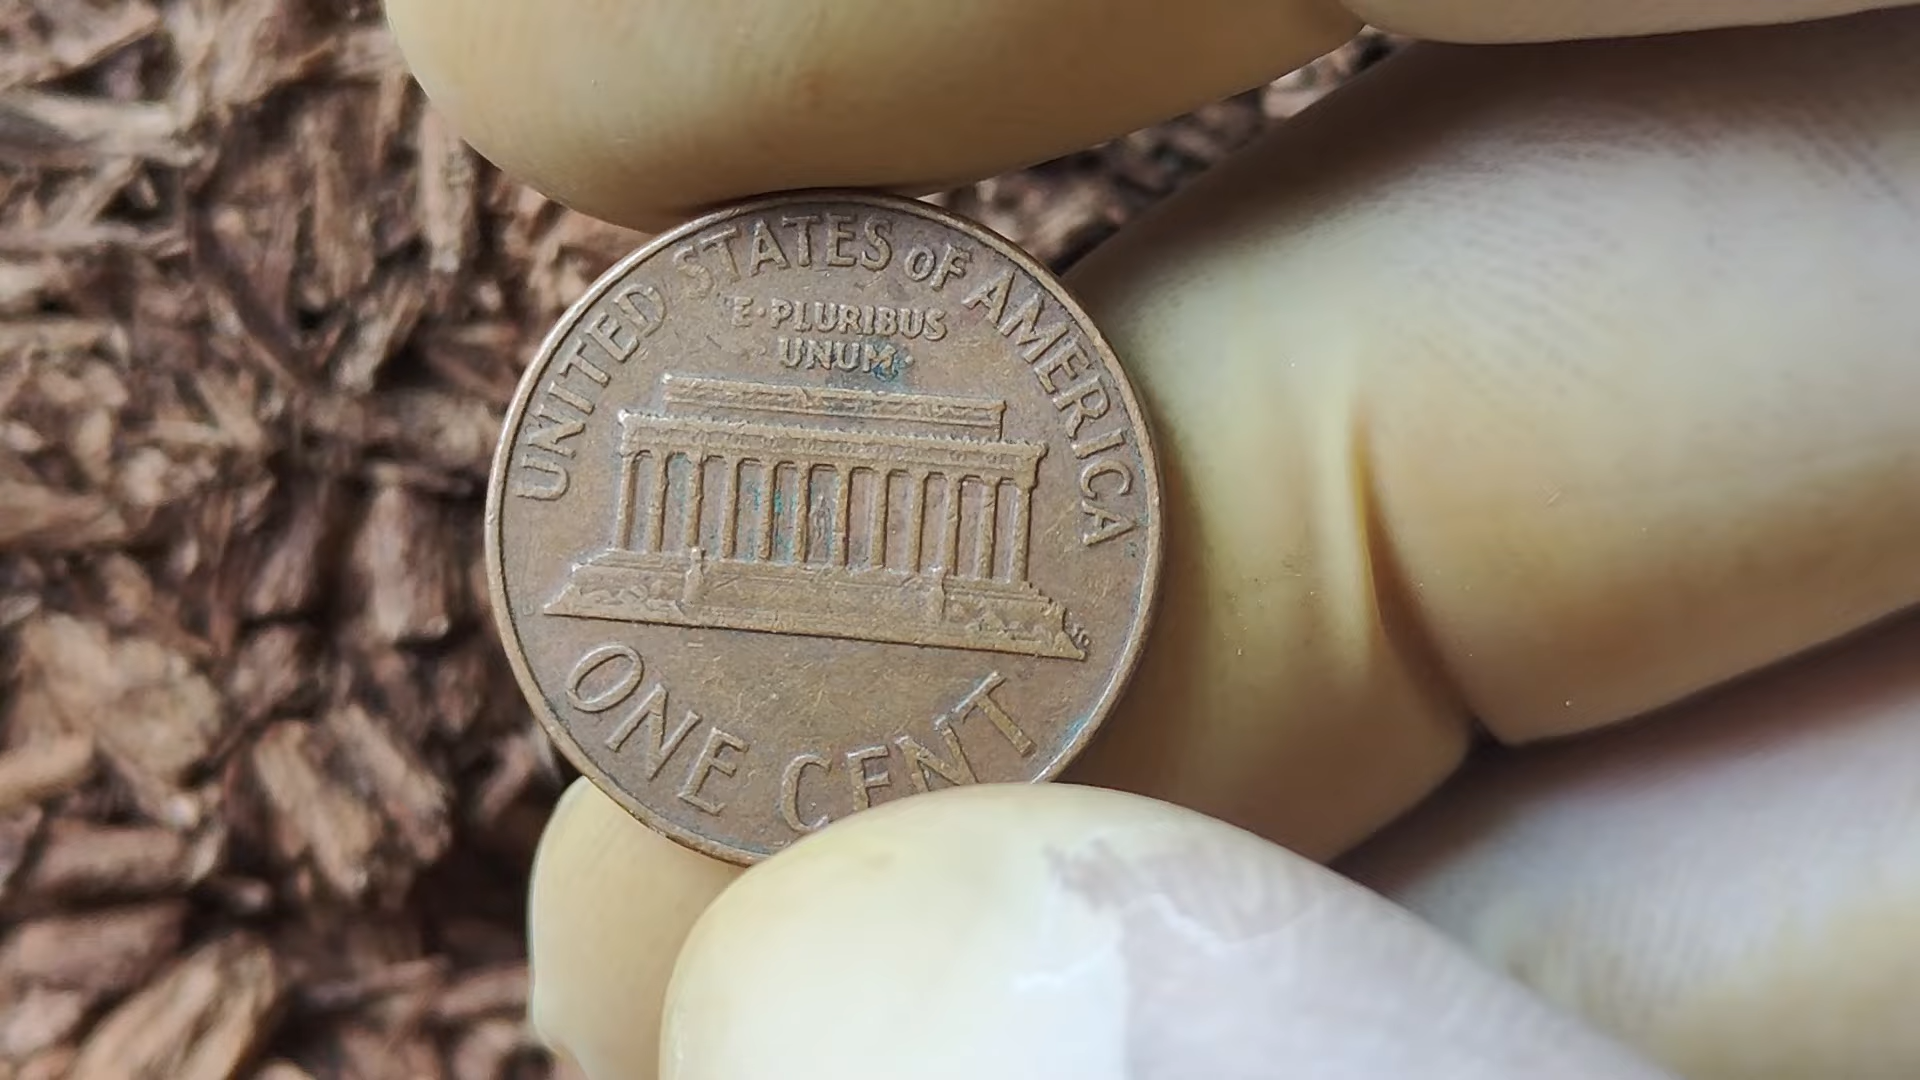 UNITED STATES OF AMERICA
E·PLURIBUS
UNUM·
ONE CENT